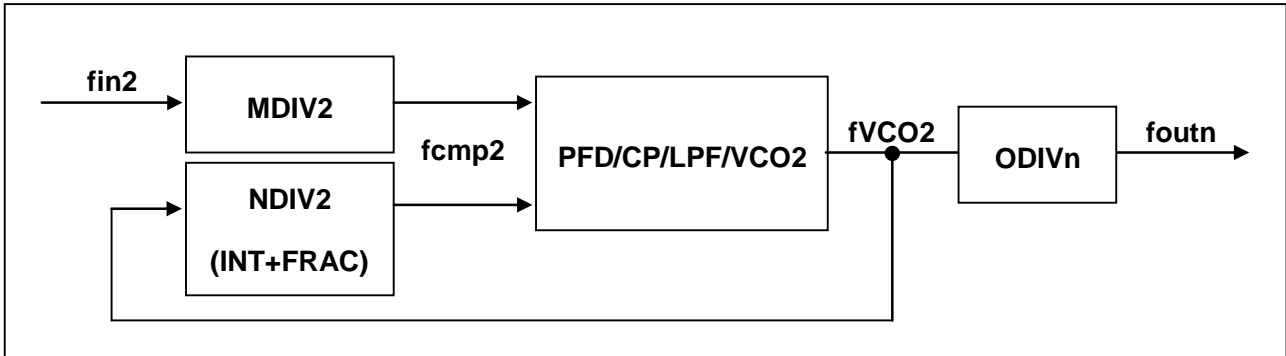 fin2
MDIV2
fcmp2
NDIV2
(INT+FRAC)
PFD/CP/LPF/VCO2
fVCO2
ODIVn
foutn